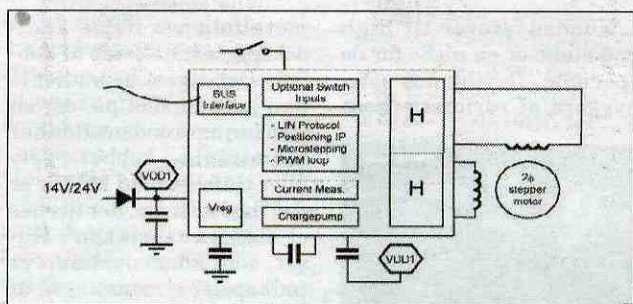 BUS
Interface
Optional Switch
Inputs
- LIN Protocol
Positioning IP
- Microstepping
- PWM loop
Current Meas.
Chargepump
H
H
2φ
stepper
motor
14V/24V
VDD1
Vreg
VDD1